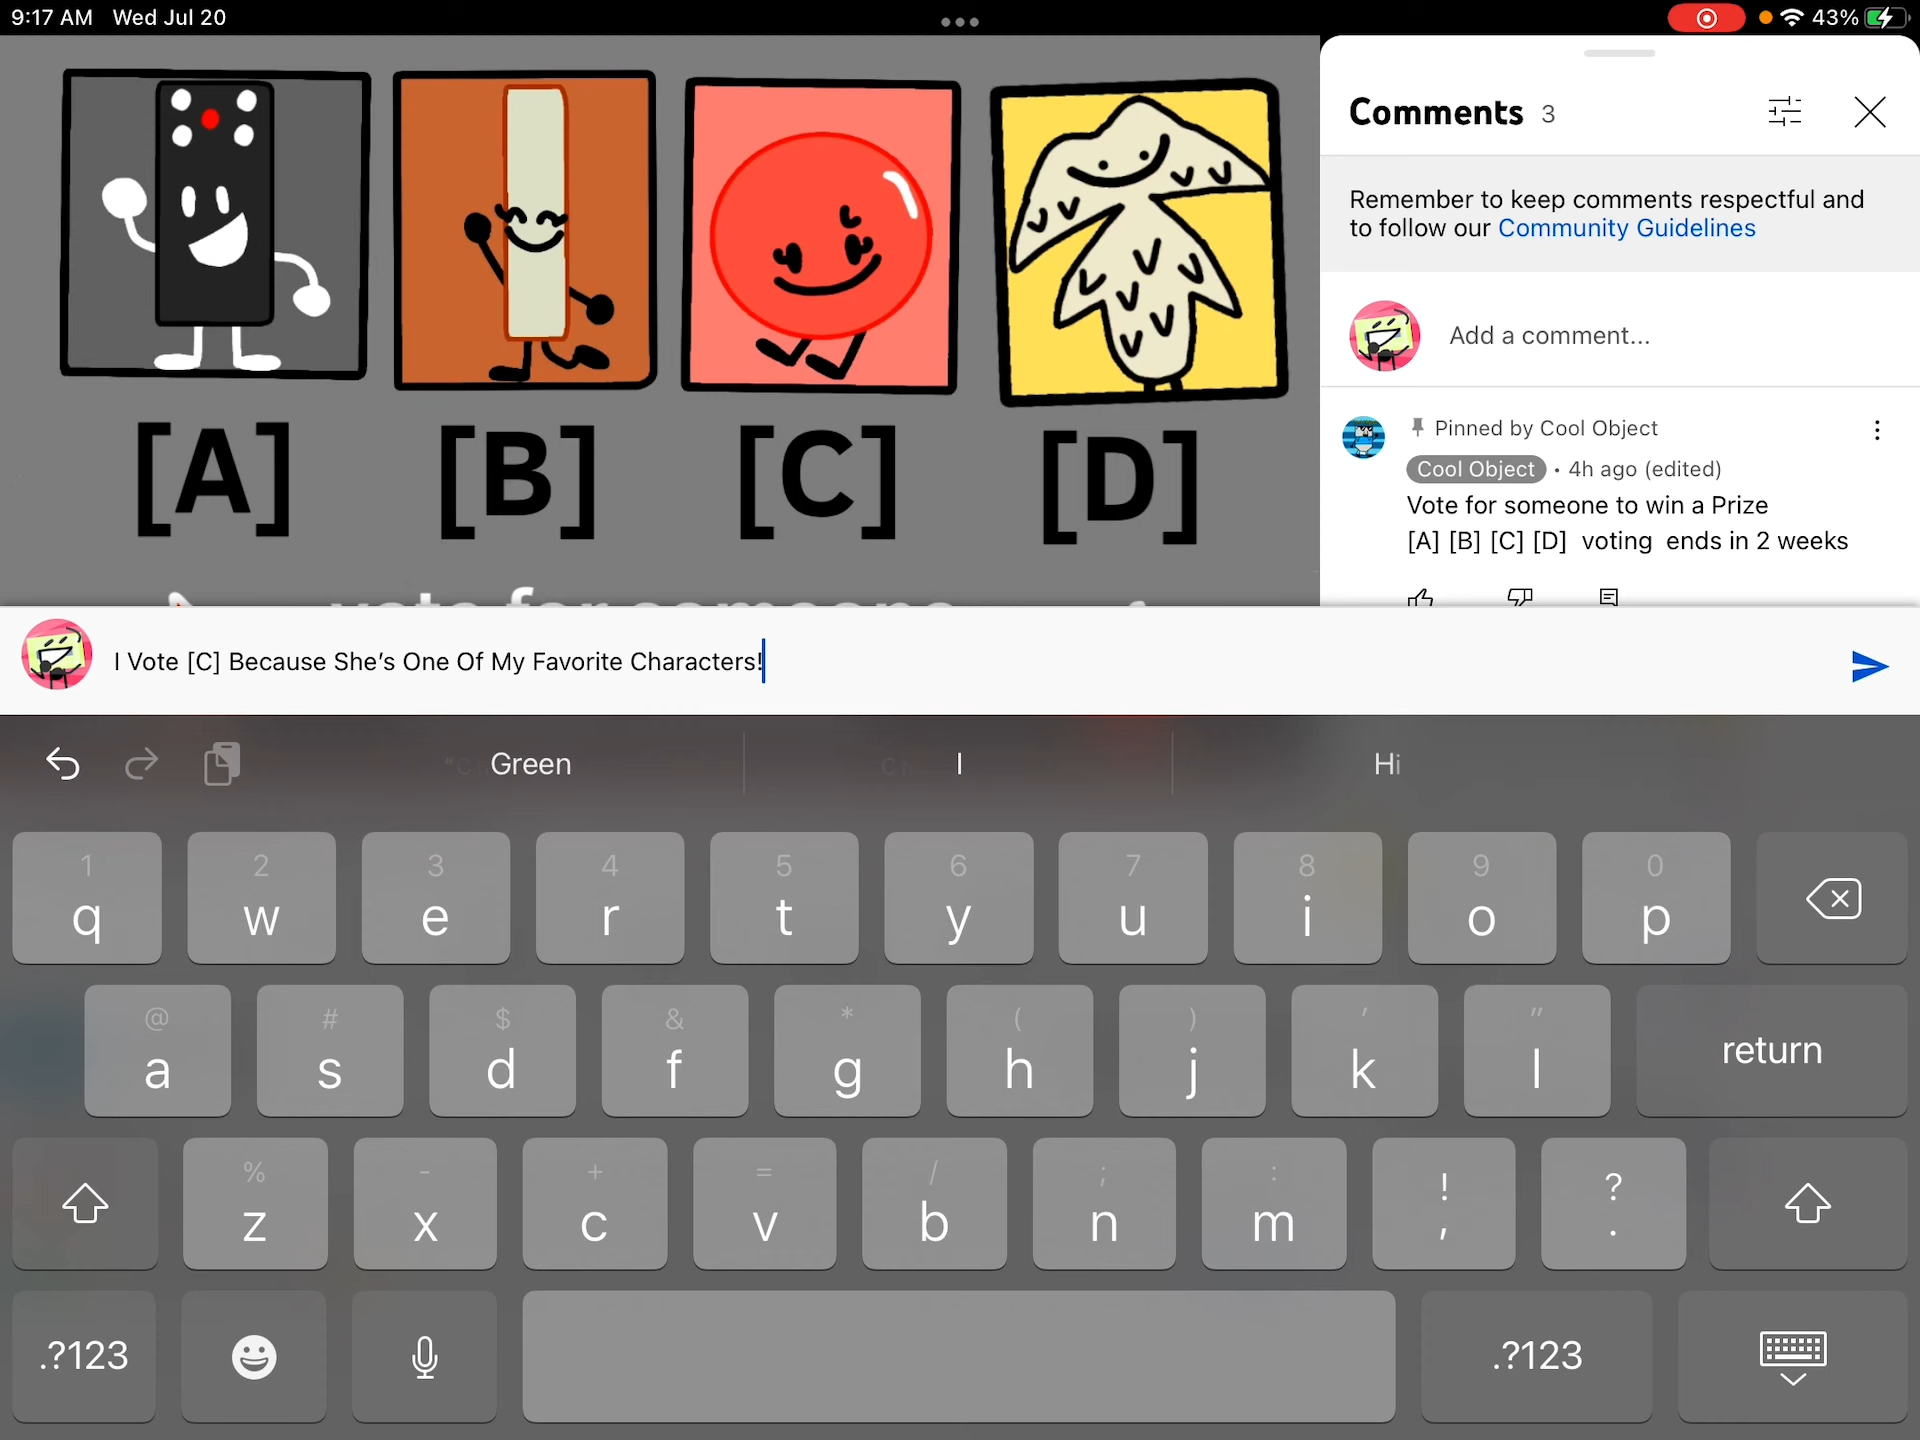 9:17 AM Wed Jul 20
43%
[A] [B] [C] [D]
vote for someone
Comments 3
Remember to keep comments respectful and
to follow our Community Guidelines
Add a comment...
Pinned by Cool Object
Cool Object • 4h ago (edited)
Vote for someone to win a Prize
[A] [B] [C] [D] voting ends in 2 weeks
I Vote [C] Because She’s One Of My Favorite Characters!
Green I Hi
1 2 3 4 5 6 7 8 9 0
q w e r t y u i o p
@ # $ & * ( ) ' "
a s d f g h j k l return
% - + = / ; : ! ?
z x c v b n m , .
.?123 .?123